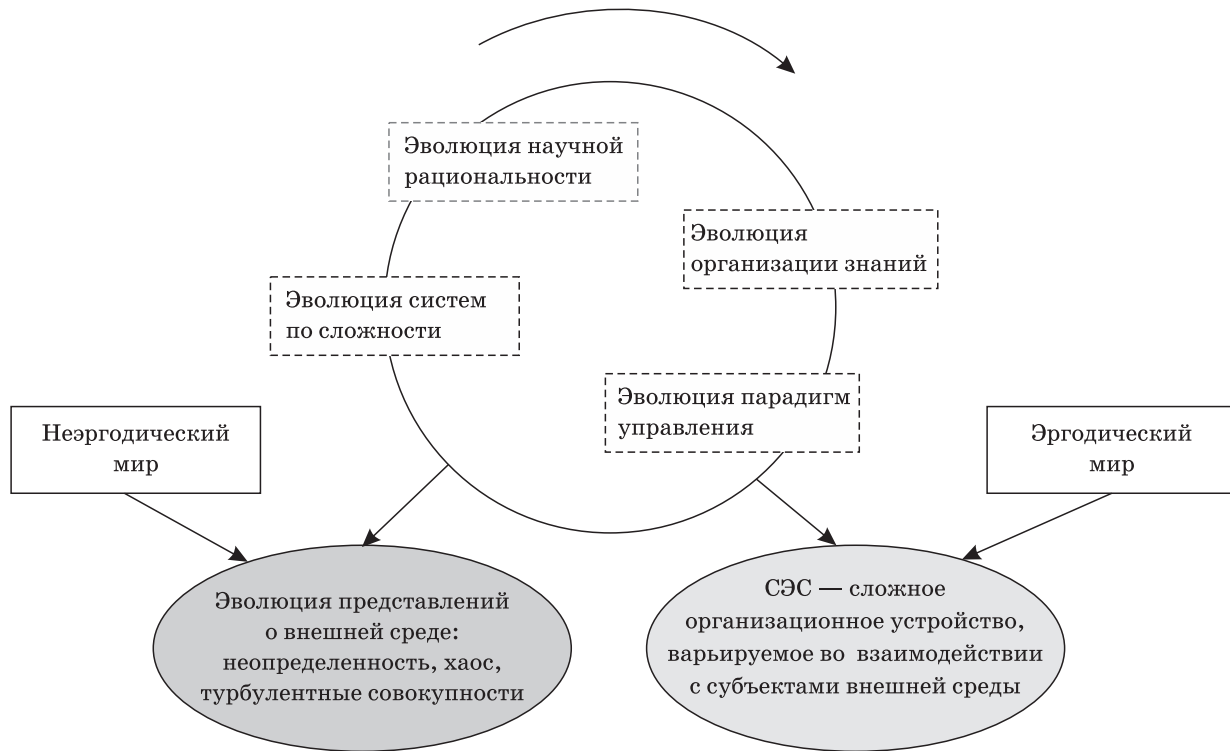 Эволюция научной
рациональности
Эволюция
организации знаний
Эволюция систем
по сложности
Эволюция парадигм
управления
Неэргодический
мир
Эргодический
мир
Эволюция представлений
о внешней среде:
неопределенность, хаос,
турбулентные совокупности
СЭС — сложное
организационное устройство,
варьируемое во взаимодействии
с субъектами внешней среды